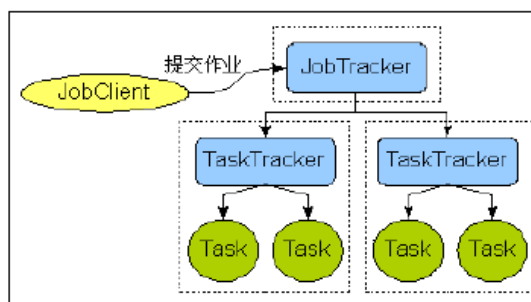 提交作业
JobTracker
JobClient
TaskTracker
TaskTracker
Task
Task
Task
Task